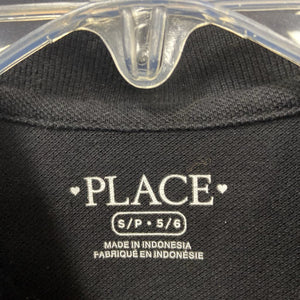 ♥ PLACE ♥
S/P • 5/6
MADE IN INDONESIA
FABRIQUÉ EN INDONÉSIE